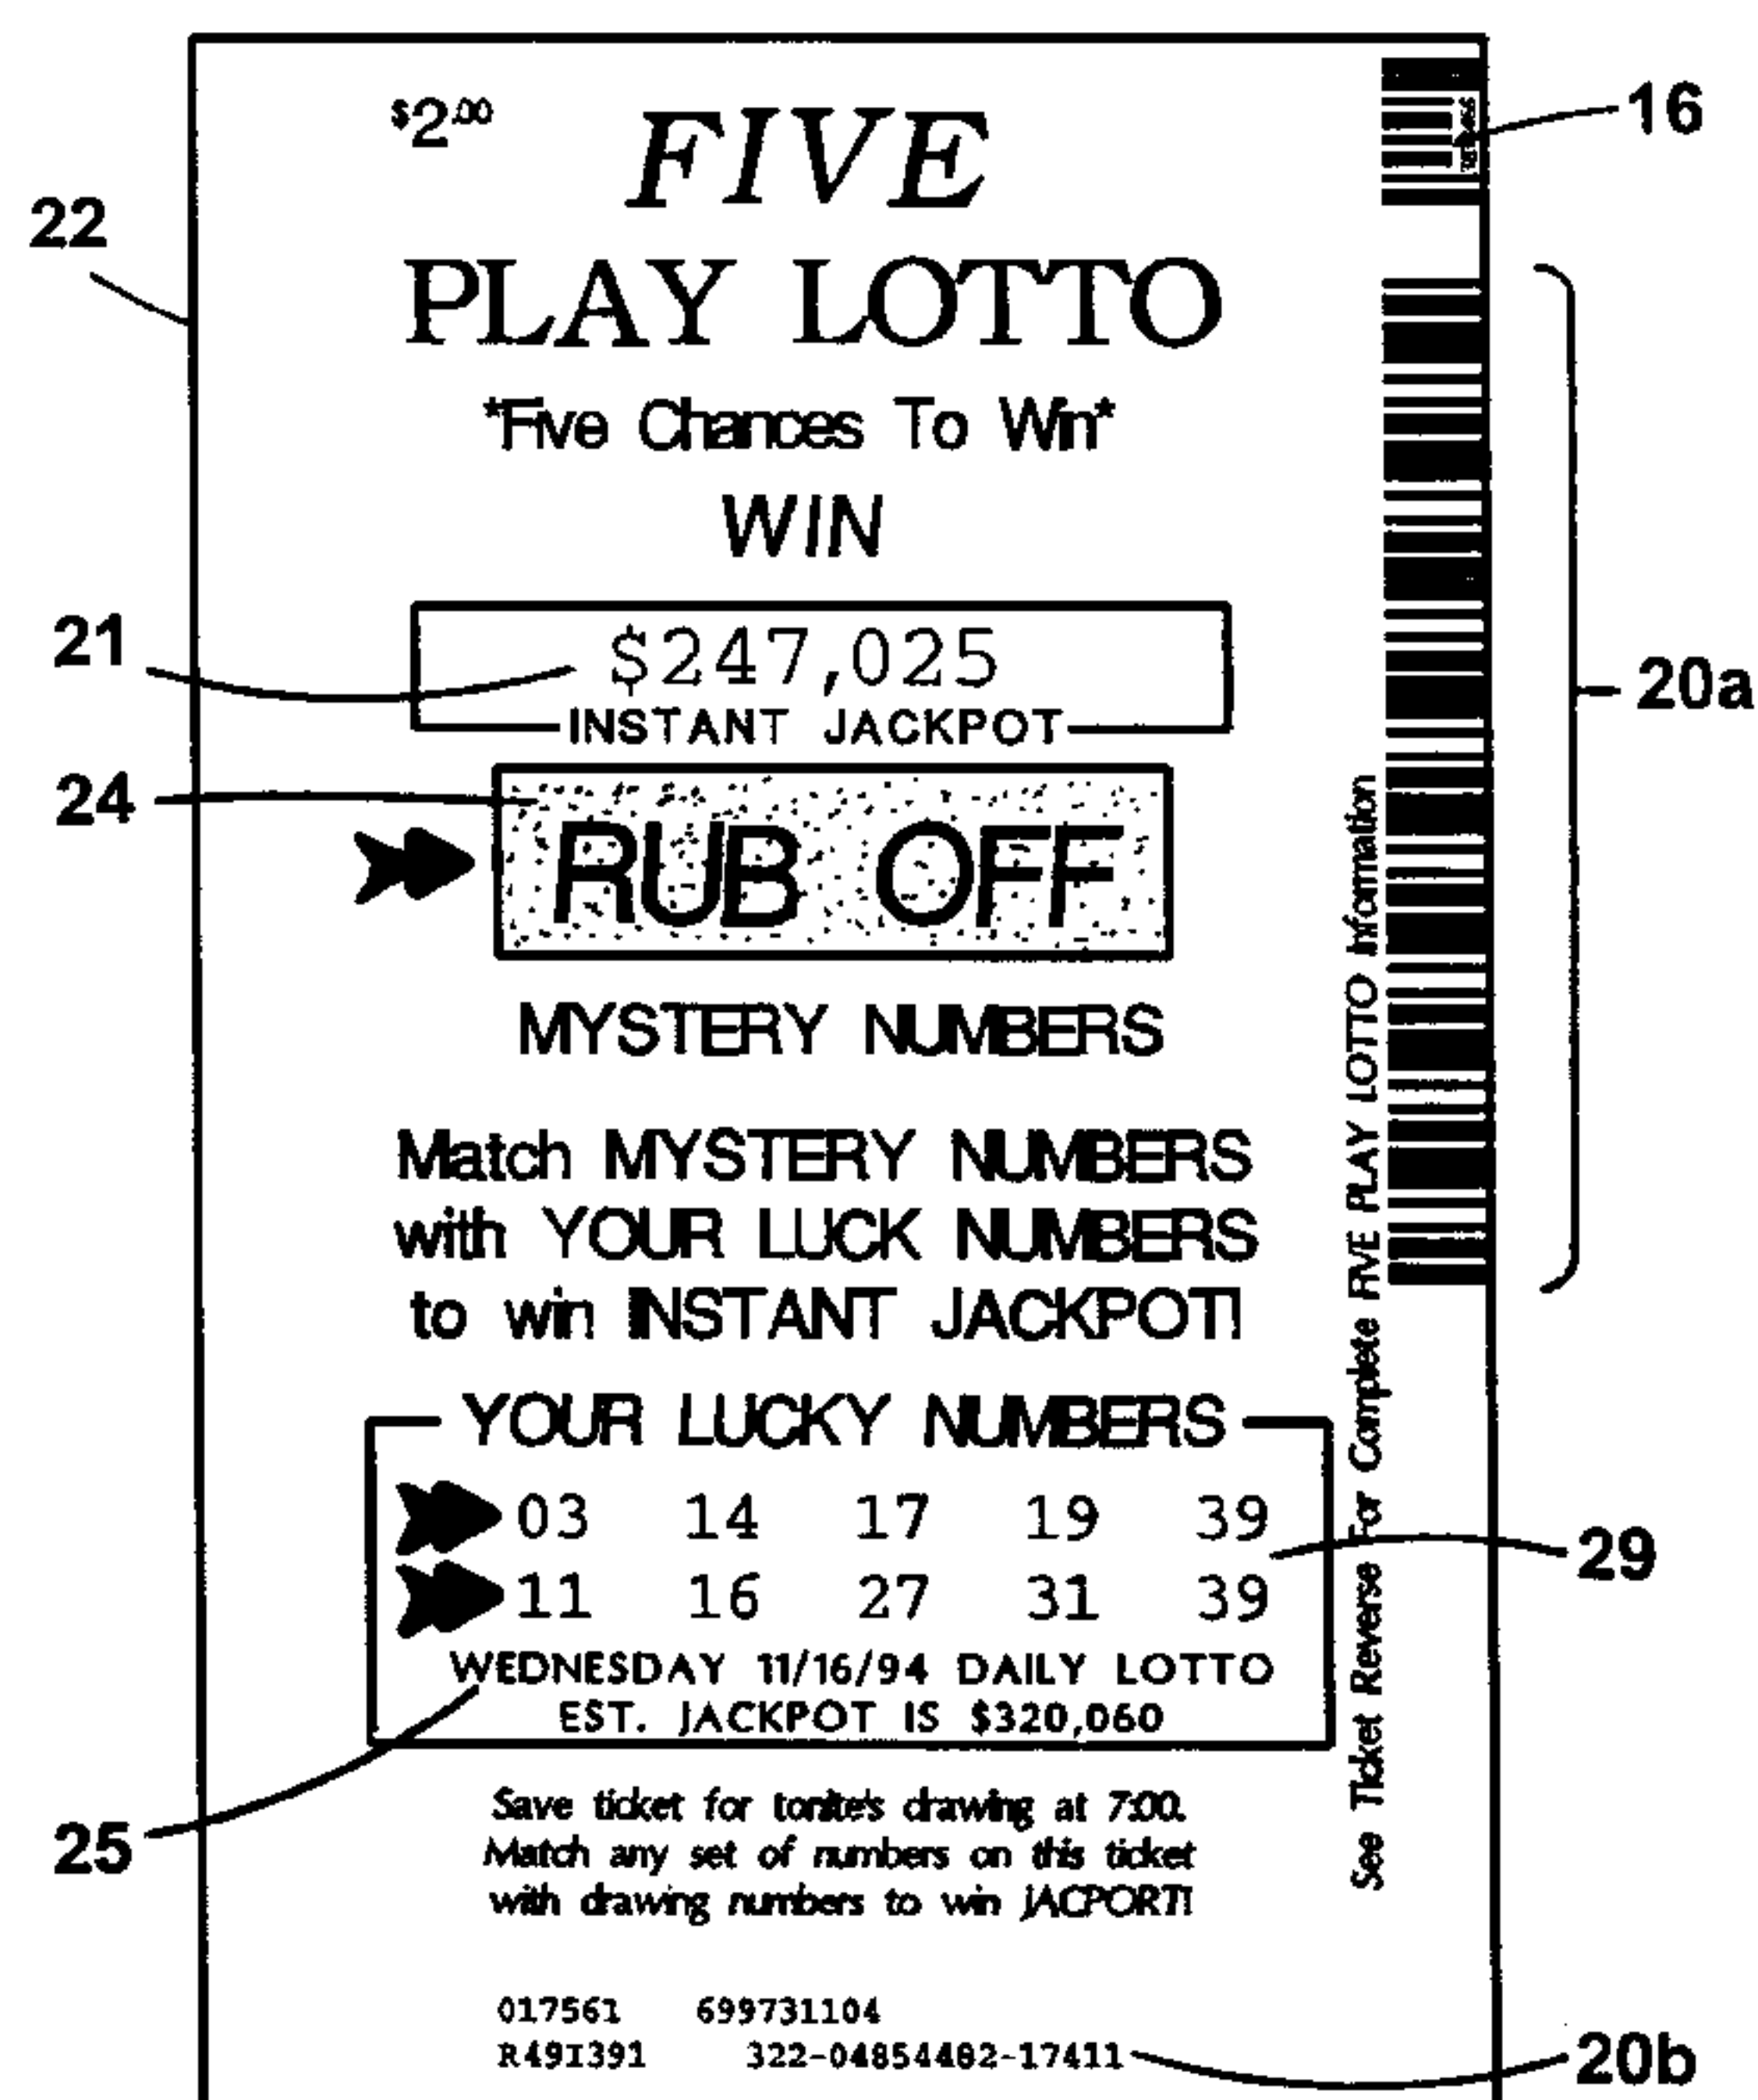 $2.00
FIVE
PLAY LOTTO
*Five Chances To Win*
WIN
$247,025
INSTANT JACKPOT
RUB OFF
MYSTERY NUMBERS
Match MYSTERY NUMBERS
with YOUR LUCK NUMBERS
to win INSTANT JACKPOT!
YOUR LUCKY NUMBERS
03 14 17 19 39
11 16 27 31 39
WEDNESDAY 11/16/94 DAILY LOTTO
EST. JACKPOT IS $320,060
Save ticket for tonite's drawing at 7:00.
Match any set of numbers on this ticket
with drawing numbers to win JACPORT!
017561 699731104
R49I391 322-04854482-17411
See Ticket Reverse For Complete FIVE PLAY LOTTO Information
16
22
21
20a
24
29
25
20b